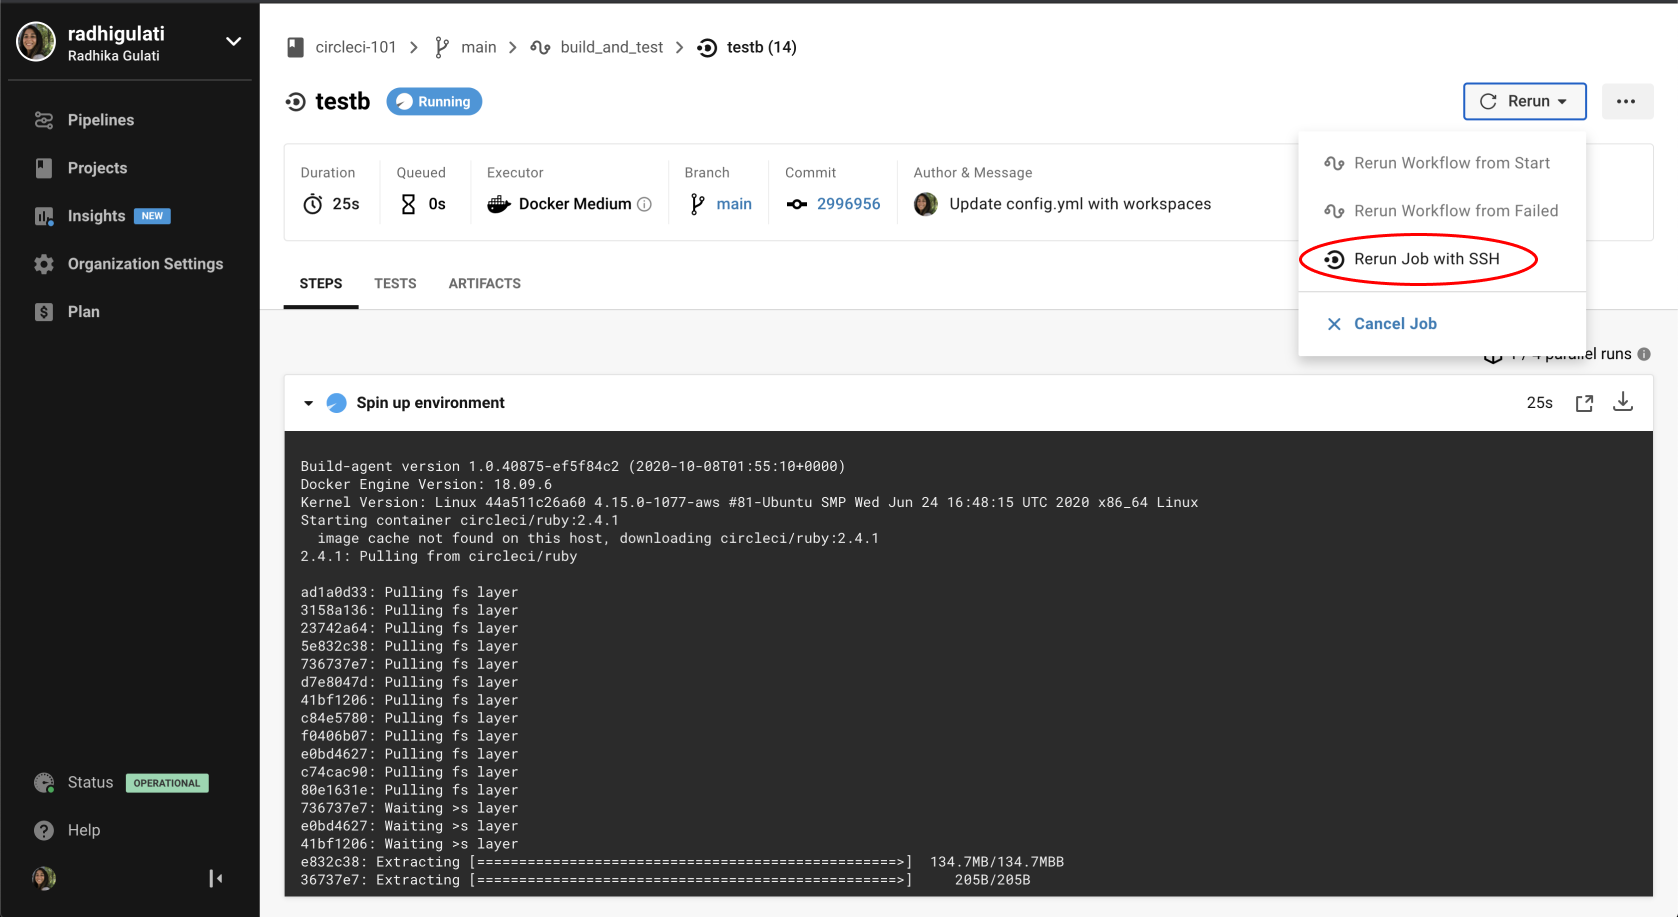 radhigulati
Radhika Gulati
Pipelines
Projects
Insights NEW
Organization Settings
Plan
Status OPERATIONAL
Help
circleci-101 > main > build_and_test > testb (14)
testb Running
Rerun
Rerun Workflow from Start
Rerun Workflow from Failed
Rerun Job with SSH
Cancel Job
Duration Queued Executor Branch Commit Author & Message
25s 0s Docker Medium main 2996956 Update config.yml with workspaces
STEPS TESTS ARTIFACTS
1 / 4 parallel runs
Spin up environment 25s
Build-agent version 1.0.40875-ef5f84c2 (2020-10-08T01:55:10+0000)
Docker Engine Version: 18.09.6
Kernel Version: Linux 44a511c26a60 4.15.0-1077-aws #81-Ubuntu SMP Wed Jun 24 16:48:15 UTC 2020 x86_64 Linux
Starting container circleci/ruby:2.4.1
image cache not found on this host, downloading circleci/ruby:2.4.1
2.4.1: Pulling from circleci/ruby
ad1a0d33: Pulling fs layer
3158a136: Pulling fs layer
23742a64: Pulling fs layer
5e832c38: Pulling fs layer
736737e7: Pulling fs layer
d7e8047d: Pulling fs layer
41bf1206: Pulling fs layer
c84e5780: Pulling fs layer
f0406b07: Pulling fs layer
e0bd4627: Pulling fs layer
c74cac90: Pulling fs layer
80e1631e: Pulling fs layer
736737e7: Waiting >s layer
e0bd4627: Waiting >s layer
41bf1206: Waiting >s layer
e832c38: Extracting [==================================================>] 134.7MB/134.7MBB
36737e7: Extracting [==================================================>] 205B/205B